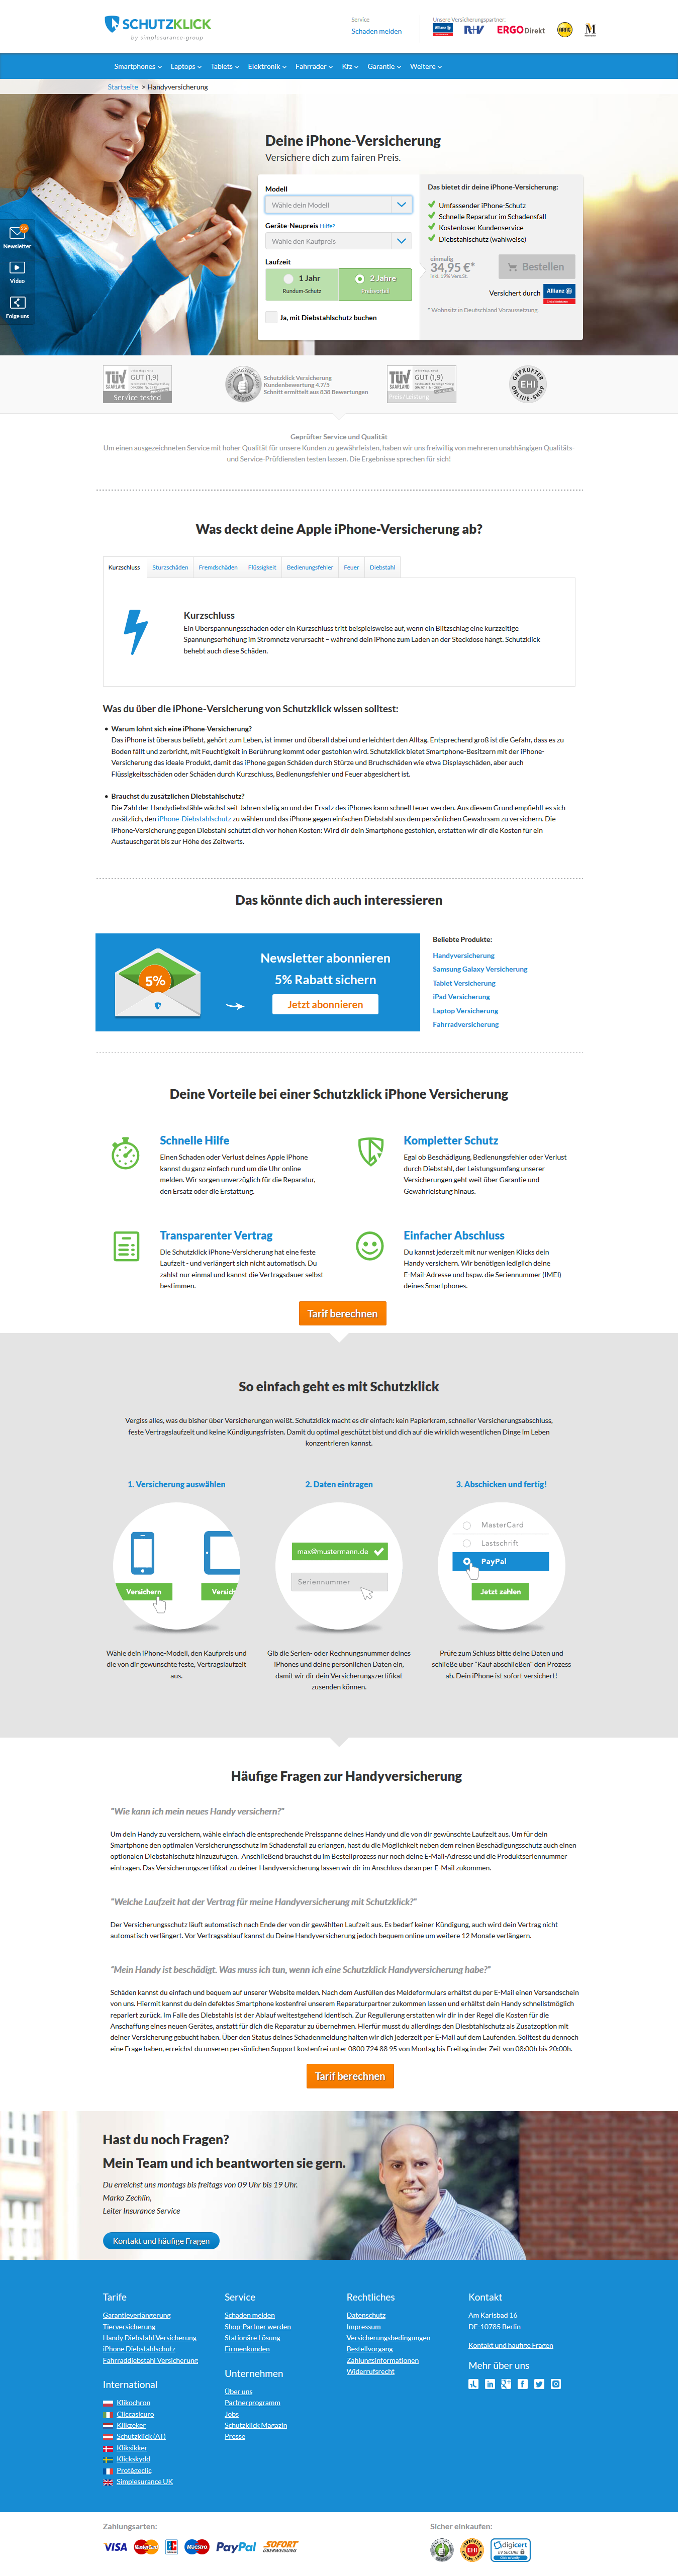 SCHUTZKLICK
by simplesurance-group
Service
Schaden melden
Unsere Versicherungspartner:
Allianz
R+V
ERGO Direkt
Smartphones
Laptops
Tablets
Elektronik
Fahrräder
Kfz
Garantie
Weitere
Startseite > Handyversicherung
Deine iPhone-Versicherung
Versichere dich zum fairen Preis.
Newsletter
Video
Folge uns
Modell
Wähle dein Modell
Geräte-Neupreis Hilfe?
Wähle den Kaufpreis
Laufzeit
1 Jahr
Rundum-Schutz
2 Jahre
Ja, mit Diebstahlschutz buchen
Das bietet dir deine iPhone-Versicherung:
Umfassender iPhone-Schutz
Schnelle Reparatur im Schadensfall
Kostenloser Kundenservice
Diebstahlschutz (wahlweise)
einmalig
34,95 €*
inkl. 19% Vers.St.
Bestellen
Versichert durch
Allianz
* Wohnsitz in Deutschland Voraussetzung.
TÜV
SAARLAND
GUT (1,9)
Service tested
Schutzklick Versicherung
Kundenbewertung 4.7/5
Schnitt ermittelt aus 838 Bewertungen
TÜV
SAARLAND
GUT (1,9)
Preis / Leistung
GEPRÜFTER
EHI
ONLINE-SHOP
Geprüfter Service und Qualität
Um einen ausgezeichneten Service mit hoher Qualität für unsere Kunden zu gewährleisten, haben wir uns freiwillig von mehreren unabhängigen Qualitäts-
und Service-Prüfdiensten testen lassen. Die Ergebnisse sprechen für sich!
Was deckt deine Apple iPhone-Versicherung ab?
Kurzschluss
Sturzschäden
Fremdschäden
Flüssigkeit
Bedienungsfehler
Feuer
Diebstahl
Kurzschluss
Ein Überspannungsschaden oder ein Kurzschluss tritt beispielsweise auf, wenn ein Blitzschlag eine kurzzeitige
Spannungserhöhung im Stromnetz verursacht – während dein iPhone zum Laden an der Steckdose hängt. Schutzklick
behebt auch diese Schäden.
Was du über die iPhone-Versicherung von Schutzklick wissen solltest:
Warum lohnt sich eine iPhone-Versicherung?
Das iPhone ist überaus beliebt, gehört zum Leben, ist immer und überall dabei und erleichtert den Alltag. Entsprechend groß ist die Gefahr, dass es zu
Boden fällt und zerbricht, mit Feuchtigkeit in Berührung kommt oder gestohlen wird. Schutzklick bietet Smartphone-Besitzern mit der iPhone-
Versicherung das ideale Produkt, damit das iPhone gegen Schäden durch Stürze und Bruchschäden wie etwa Displayschäden, aber auch
Flüssigkeitsschäden oder Schäden durch Kurzschluss, Bedienungsfehler und Feuer abgesichert ist.
Brauchst du zusätzlichen Diebstahlschutz?
Die Zahl der Handydiebstähle wächst seit Jahren stetig an und der Ersatz des iPhones kann schnell teuer werden. Aus diesem Grund empfiehlt es sich
zusätzlich, den iPhone-Diebstahlschutz zu wählen und das iPhone gegen einfachen Diebstahl aus dem persönlichen Gewahrsam zu versichern. Die
iPhone-Versicherung gegen Diebstahl schützt dich vor hohen Kosten: Wird dir dein Smartphone gestohlen, erstatten wir dir die Kosten für ein
Austauschgerät bis zur Höhe des Zeitwerts.
Das könnte dich auch interessieren
5%
Newsletter abonnieren
5% Rabatt sichern
Jetzt abonnieren
Beliebte Produkte:
Handyversicherung
Samsung Galaxy Versicherung
Tablet Versicherung
iPad Versicherung
Laptop Versicherung
Fahrradversicherung
Deine Vorteile bei einer Schutzklick iPhone Versicherung
Schnelle Hilfe
Einen Schaden oder Verlust deines Apple iPhone
kannst du ganz einfach rund um die Uhr online
melden. Wir sorgen unverzüglich für die Reparatur,
den Ersatz oder die Erstattung.
Kompletter Schutz
Egal ob Beschädigung, Bedienungsfehler oder Verlust
durch Diebstahl, der Leistungsumfang unserer
Versicherungen geht weit über Garantie und
Gewährleistung hinaus.
Transparenter Vertrag
Die Schutzklick iPhone-Versicherung hat eine feste
Laufzeit - und verlängert sich nicht automatisch. Du
zahlst nur einmal und kannst die Vertragsdauer selbst
bestimmen.
Einfacher Abschluss
Du kannst jederzeit mit nur wenigen Klicks dein
Handy versichern. Wir benötigen lediglich deine
E-Mail-Adresse und bspw. die Seriennummer (IMEI)
deines Smartphones.
Tarif berechnen
So einfach geht es mit Schutzklick
Vergiss alles, was du bisher über Versicherungen weißt. Schutzklick macht es dir einfach: kein Papierkram, schneller Versicherungsabschluss,
feste Vertragslaufzeit und keine Kündigungsfristen. Damit du optimal geschützt bist und dich auf die wirklich wesentlichen Dinge im Leben
konzentrieren kannst.
1. Versicherung auswählen
2. Daten eintragen
3. Abschicken und fertig!
Versichern
Versich
max@mustermann.de
Seriennummer
MasterCard
Lastschrift
PayPal
Jetzt zahlen
Wähle dein iPhone-Modell, den Kaufpreis und
die von dir gewünschte feste, Vertragslaufzeit
aus.
Gib die Serien- oder Rechnungsnummer deines
iPhones und deine persönlichen Daten ein,
damit wir dir dein Versicherungszertifikat
zusenden können.
Prüfe zum Schluss bitte deine Daten und
schließe über "Kauf abschließen" den Prozess
ab. Dein iPhone ist sofort versichert!
Häufige Fragen zur Handyversicherung
"Wie kann ich mein neues Handy versichern?"
Um dein Handy zu versichern, wähle einfach die entsprechende Preisspanne deines Handy und die von dir gewünschte Laufzeit aus. Um für dein
Smartphone den optimalen Versicherungsschutz im Schadensfall zu erlangen, hast du die Möglichkeit neben dem reinen Beschädigungsschutz auch einen
optionalen Diebstahlschutz hinzuzufügen. Anschließend brauchst du im Bestellprozess nur noch deine E-Mail-Adresse und die Produktseriennummer
eintragen. Das Versicherungszertifikat zu deiner Handyversicherung lassen wir dir im Anschluss daran per E-Mail zukommen.
"Welche Laufzeit hat der Vertrag für meine Handyversicherung mit Schutzklick?"
Der Versicherungsschutz läuft automatisch nach Ende der von dir gewählten Laufzeit aus. Es bedarf keiner Kündigung, auch wird dein Vertrag nicht
automatisch verlängert. Vor Vertragsablauf kannst du Deine Handyversicherung jedoch bequem online um weitere 12 Monate verlängern.
"Mein Handy ist beschädigt. Was muss ich tun, wenn ich eine Schutzklick Handyversicherung habe?"
Schäden kannst du einfach und bequem auf unserer Website melden. Nach dem Ausfüllen des Meldeformulars erhältst du per E-Mail einen Versandschein
von uns. Hiermit kannst du dein defektes Smartphone kostenfrei unserem Reparaturpartner zukommen lassen und erhältst dein Handy schnellstmöglich
repariert zurück. Im Falle des Diebstahls ist der Ablauf weitestgehend identisch. Zur Regulierung erstatten wir dir in der Regel die Kosten für die
Anschaffung eines neuen Gerätes, anstatt für dich die Reparatur zu übernehmen. Hierfür musst du allerdings den Diesbtahlschutz als Zusatzoption mit
deiner Versicherung gebucht haben. Über den Status deines Schadenmeldung halten wir dich jederzeit per E-Mail auf dem Laufenden. Solltest du dennoch
eine Frage haben, erreichst du unseren persönlichen Support kostenfrei unter 0800 724 88 95 von Montag bis Freitag in der Zeit von 08:00h bis 20:00h.
Tarif berechnen
Hast du noch Fragen?
Mein Team und ich beantworten sie gern.
Du erreichst uns montags bis freitags von 09 Uhr bis 19 Uhr.
Marko Zechlin,
Leiter Insurance Service
Kontakt und häufige Fragen
Tarife
Garantieverlängerung
Tierversicherung
Handy Diebstahl Versicherung
iPhone Diebstahlschutz
Fahrraddiebstahl Versicherung
International
Klikochron
Cliccasicuro
Klikzeker
Schutzklick (AT)
Kliksikker
Klickskydd
Protégeclic
Simplesurance UK
Service
Schaden melden
Shop-Partner werden
Stationäre Lösung
Firmenkunden
Unternehmen
Über uns
Partnerprogramm
Jobs
Schutzklick Magazin
Presse
Rechtliches
Datenschutz
Impressum
Versicherungsbedingungen
Bestellvorgang
Zahlungsinformationen
Widerrufsrecht
Kontakt
Am Karlsbad 16
DE-10785 Berlin
Kontakt und häufige Fragen
Mehr über uns
Zahlungsarten:
VISA
MasterCard
Maestro
PayPal
SOFORT
ÜBERWEISUNG
Sicher einkaufen:
EHI
digicert
EV SECURE